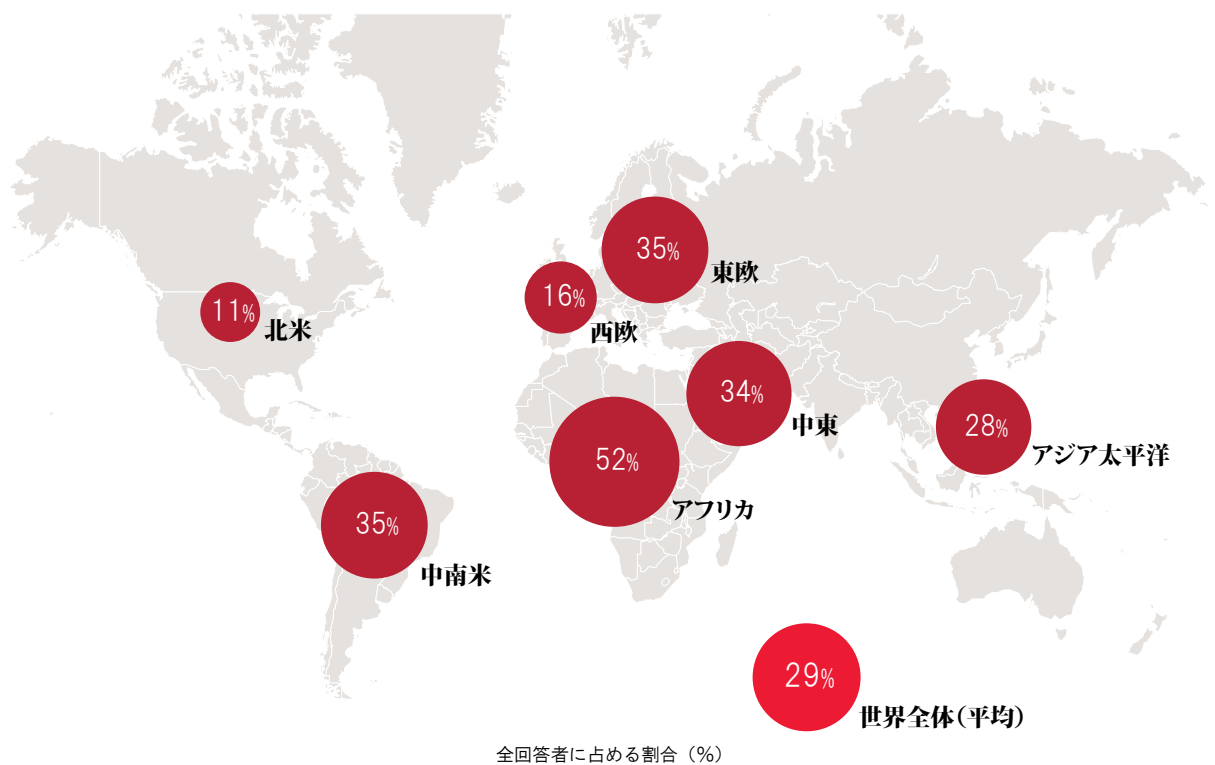 35%
東欧
16%
西欧
11%
北米
34%
中東
28%
アジア太平洋
52%
アフリカ
35%
中南米
29%
世界全体（平均）
全回答者に占める割合（%）